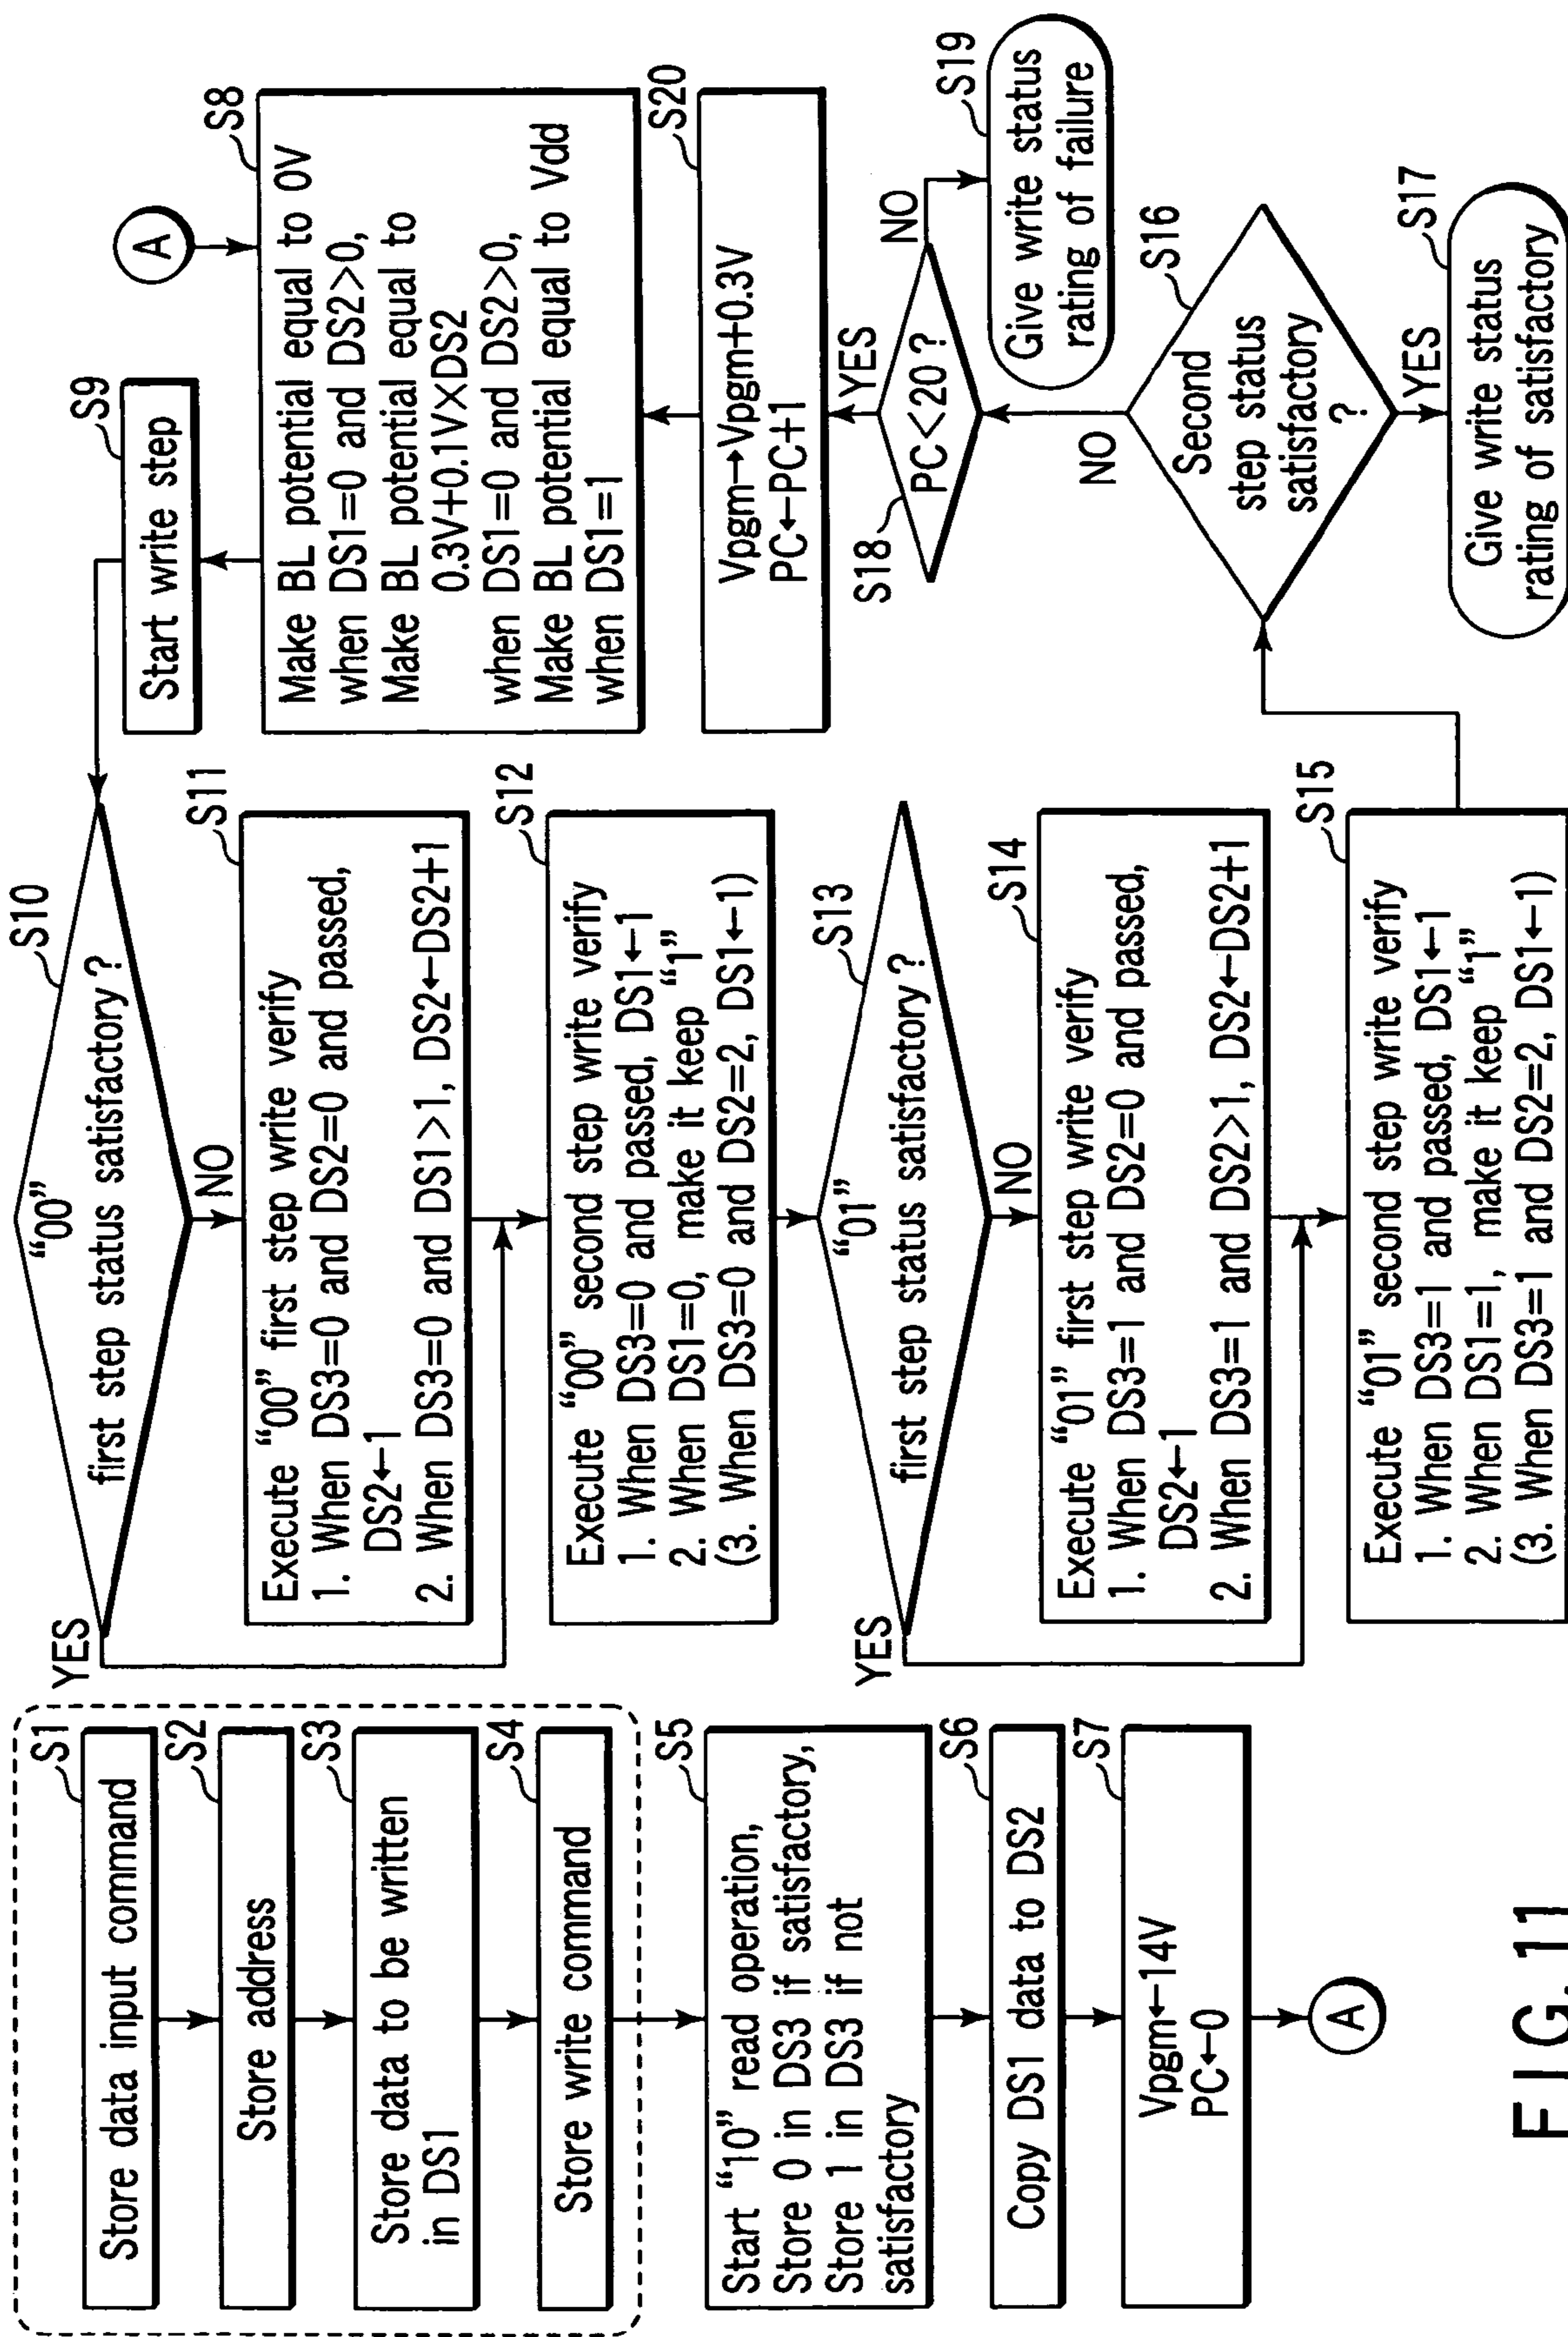 S1
Store data input command
S2
Store address
S3
Store data to be written
in DS1
S4
Store write command
S5
Start “10” read operation,
Store 0 in DS3 if satisfactory,
Store 1 in DS3 if not
satisfactory
S6
Copy DS1 data to DS2
S7
Vpgm←14V
PC←0
A
S10
“00”
first step status satisfactory ?
YES
NO
S11
Execute “00” first step write verify
1. When DS3=0 and DS2=0 and passed,
DS2←1
2. When DS3=0 and DS1>1, DS2←DS2+1
S12
Execute “00” second step write verify
1. When DS3=0 and passed, DS1←1
2. When DS1=0, make it keep “1”
(3. When DS3=0 and DS2=2, DS1←1)
S13
“01”
first step status satisfactory ?
YES
NO
S14
Execute “01” first step write verify
1. When DS3=1 and DS2=0 and passed,
DS2←1
2. When DS3=1 and DS2>1, DS2←DS2+1
S15
Execute “01” second step write verify
1. When DS3=1 and passed, DS1←1
2. When DS1=1, make it keep “1”
(3. When DS3=1 and DS2=2, DS1←1)
A
S9
Start write step
S8
Make BL potential equal to 0V
when DS1=0 and DS2>0,
Make BL potential equal to
0.3V+0.1V×DS2
when DS1=0 and DS2>0,
Make BL potential equal to Vdd
when DS1=1
S20
Vpgm→Vpgm+0.3V
PC←PC+1
YES
S18
PC<20 ?
NO
S19
Give write status
rating of failure
NO
S16
Second
step status
satisfactory
?
YES
S17
Give write status
rating of satisfactory
FIG. 11